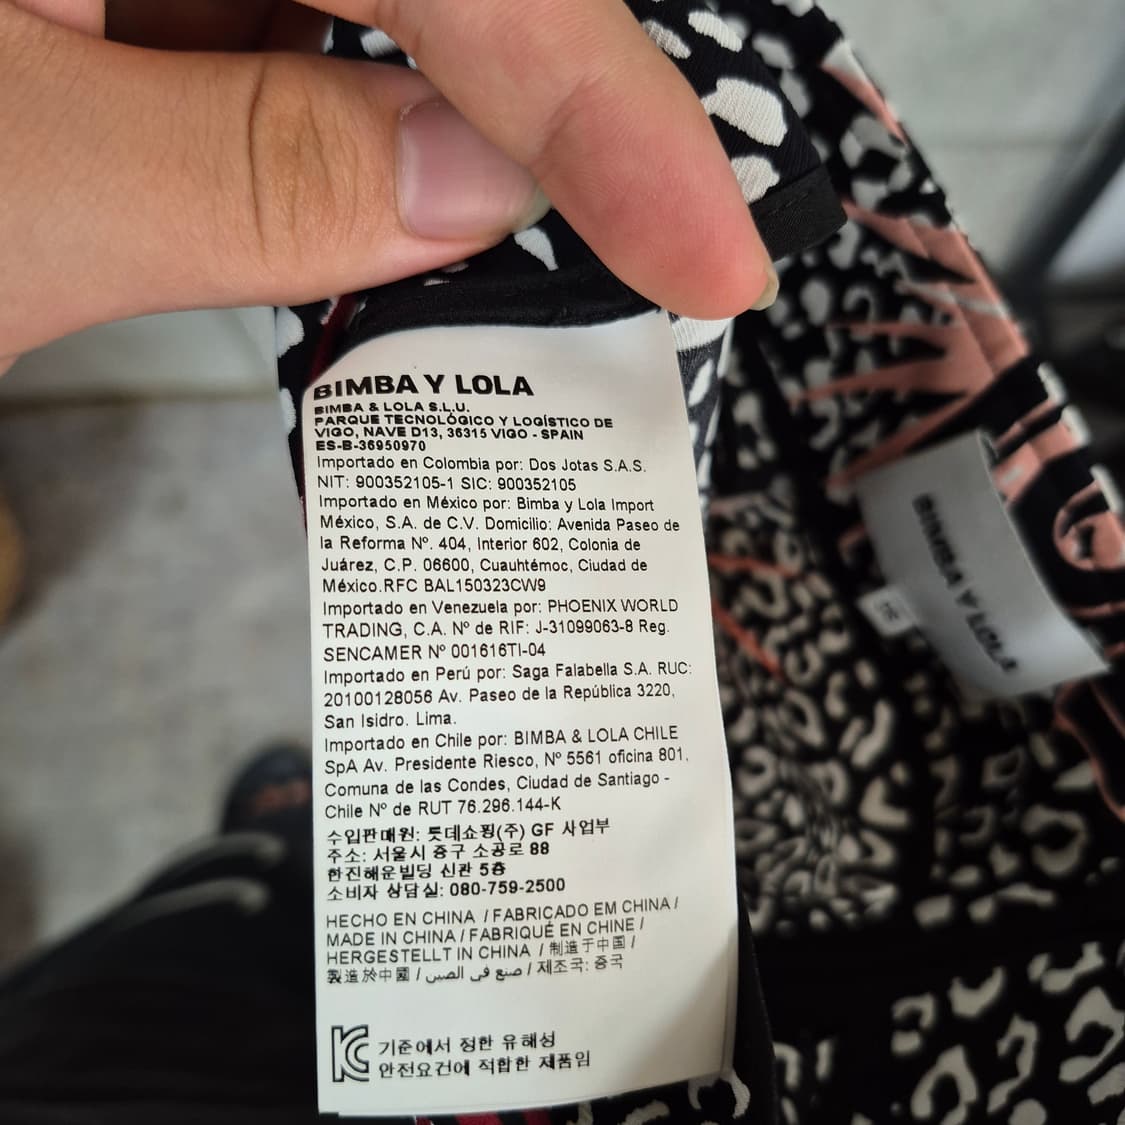 BIMBA Y LOLA
BIMBA & LOLA S.L.U.
PARQUE TECNOLÓGICO Y LOGÍSTICO DE
VIGO, NAVE D13, 36315 VIGO - SPAIN
ES-B-36950970
Importado en Colombia por: Dos Jotas S.A.S.
NIT: 900352105-1 SIC: 900352105
Importado en México por: Bimba y Lola Import
México, S.A. de C.V. Domicilio: Avenida Paseo de
la Reforma Nº. 404, Interior 602, Colonia de
Juárez, C.P. 06600, Cuauhtémoc, Ciudad de
México.RFC BAL150323CW9
Importado en Venezuela por: PHOENIX WORLD
TRADING, C.A. Nº de RIF: J-31099063-8 Reg.
SENCAMER Nº 001616TI-04
Importado en Perú por: Saga Falabella S.A. RUC:
20100128056 Av. Paseo de la República 3220,
San Isidro. Lima.
Importado en Chile por: BIMBA & LOLA CHILE
SpA Av. Presidente Riesco, Nº 5561 oficina 801,
Comuna de las Condes, Ciudad de Santiago -
Chile Nº de RUT 76.296.144-K
수입판매원: 롯데쇼핑(주) GF 사업부
주소: 서울시 중구 소공로 88
한진해운빌딩 신관 5층
소비자 상담실: 080-759-2500
HECHO EN CHINA / FABRICADO EM CHINA /
MADE IN CHINA / FABRIQUÉ EN CHINE /
HERGESTELLT IN CHINA / 制造于中国 /
製造於中國 / صنع في الصين / 제조국: 중국
기준에서 정한 유해성
안전요건에 적합한 제품임
BIMBA Y LOLA